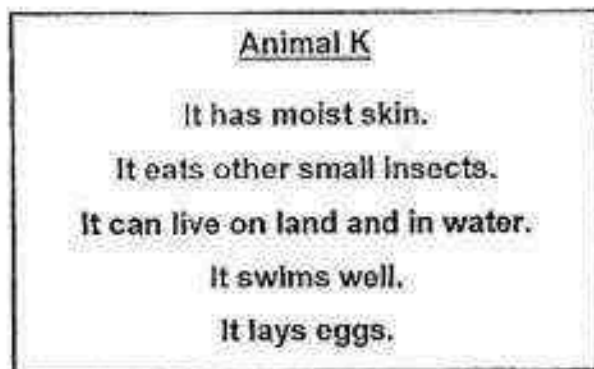 Animal K
It has moist skin.
It eats other small insects.
It can live on land and in water.
It swims well.
It lays eggs.